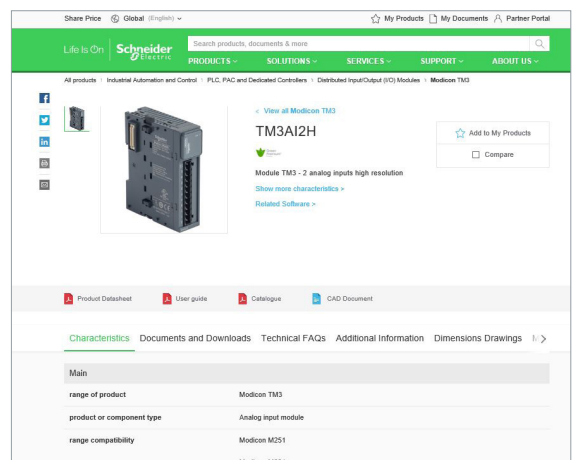 Share Price Global (English) My Products My Documents Partner Portal
Life Is On Schneider Electric
Search products, documents & more
PRODUCTS SOLUTIONS SERVICES SUPPORT ABOUT US
All products Industrial Automation and Control PLC, PAC and Dedicated Controllers Distributed Input/Output (I/O) Modules Modicon TM3
< View all Modicon TM3
TM3AI2H
Add to My Products
Compare
Module TM3 - 2 analog inputs high resolution
Show more characteristics >
Related Software >
Product Datasheet User guide Catalogue CAD Document
Characteristics Documents and Downloads Technical FAQs Additional Information Dimensions Drawings
Main
range of product Modicon TM3
product or component type Analog input module
range compatibility Modicon M251